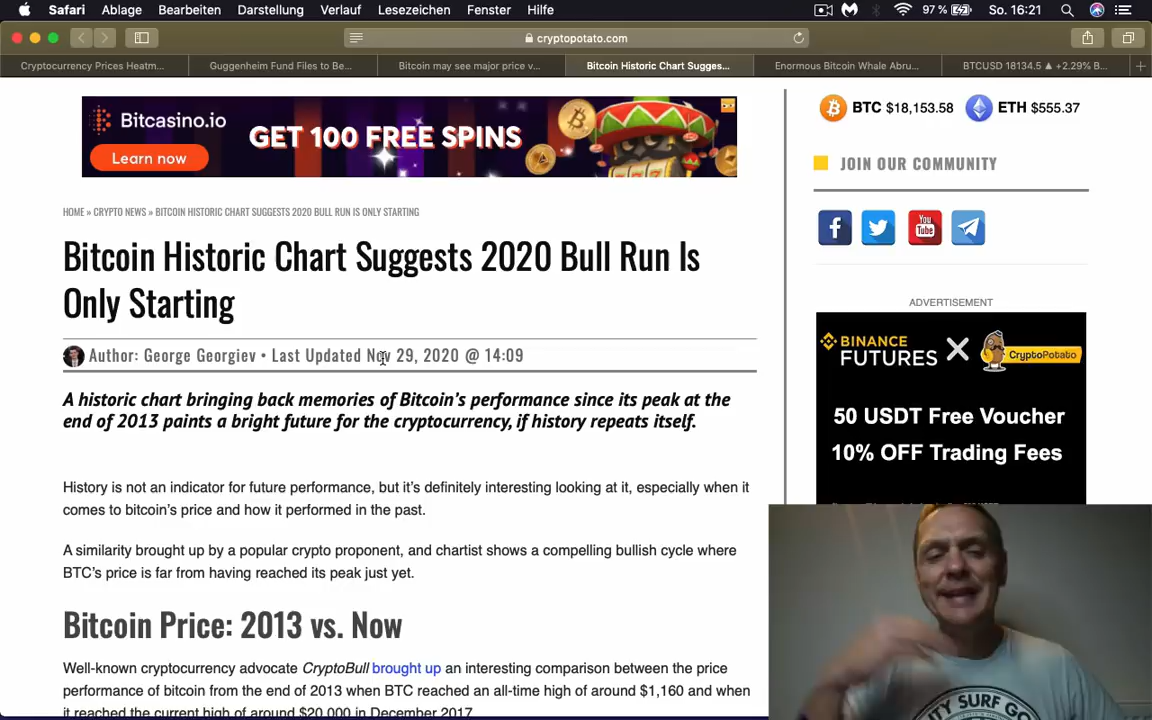 Safari Ablage Bearbeiten Darstellung Verlauf Lesezeichen Fenster Hilfe 97 % So. 16:21
cryptopotato.com
Cryptocurrency Prices Heatm... Guggenheim Fund Files to Be... Bitcoin may see major price v... Bitcoin Historic Chart Sugges... Enormous Bitcoin Whale Abru... BTCUSD 18134.5 ▲ +2.29% B...
Bitcasino.io
Learn now
GET 100 FREE SPINS
BTC $18,153.58 ETH $555.37
JOIN OUR COMMUNITY
You
Tube
HOME » CRYPTO NEWS » BITCOIN HISTORIC CHART SUGGESTS 2020 BULL RUN IS ONLY STARTING
Bitcoin Historic Chart Suggests 2020 Bull Run Is
Only Starting
Author: George Georgiev • Last Updated Nov 29, 2020 @ 14:09
A historic chart bringing back memories of Bitcoin's performance since its peak at the
end of 2013 paints a bright future for the cryptocurrency, if history repeats itself.
History is not an indicator for future performance, but it's definitely interesting looking at it, especially when it
comes to bitcoin's price and how it performed in the past.
A similarity brought up by a popular crypto proponent, and chartist shows a compelling bullish cycle where
BTC's price is far from having reached its peak just yet.
Bitcoin Price: 2013 vs. Now
Well-known cryptocurrency advocate CryptoBull brought up an interesting comparison between the price
performance of bitcoin from the end of 2013 when BTC reached an all-time high of around $1,160 and when
it reached the current high of around $20,000 in December 2017.
ADVERTISEMENT
BINANCE
FUTURES
CryptoPotato
50 USDT Free Voucher
10% OFF Trading Fees
SURF